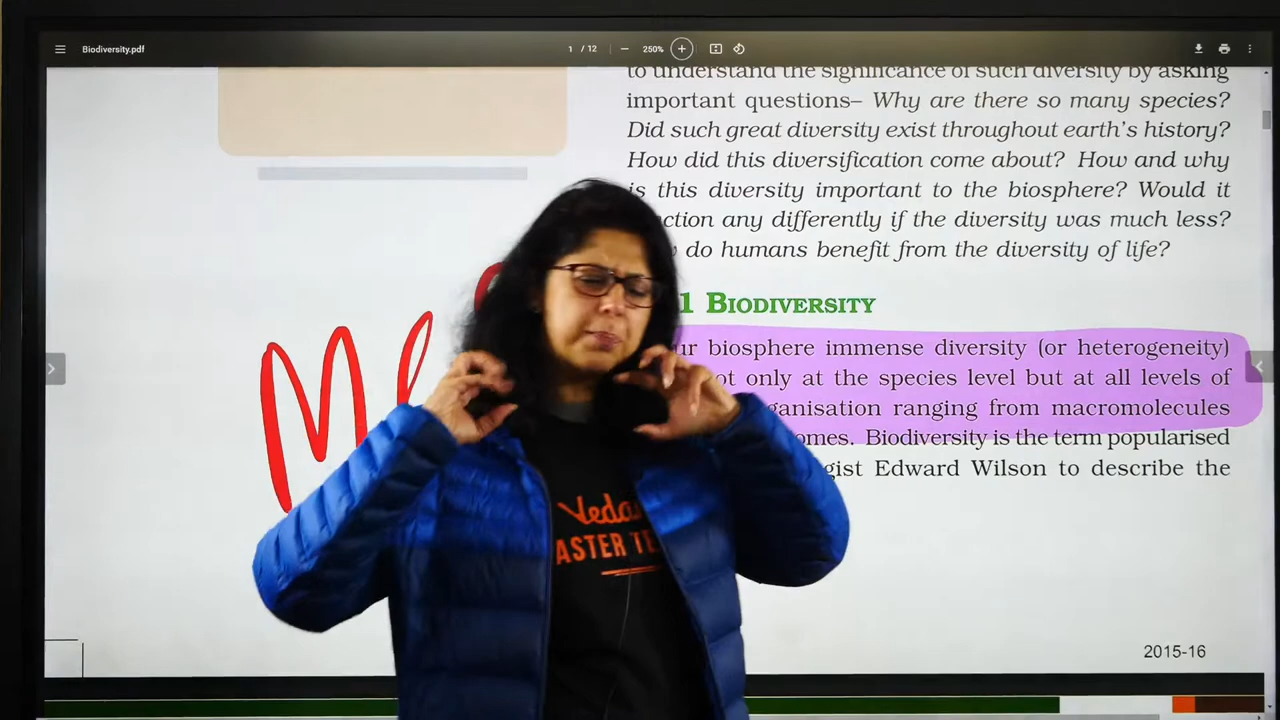 Biodiversity.pdf
1 / 12
250%
to understand the significance of such diversity by asking
important questions– Why are there so many species?
Did such great diversity exist throughout earth's history?
How did this diversification come about? How and why
is this diversity important to the biosphere? Would it
ction any differently if the diversity was much less?
do humans benefit from the diversity of life?
1 BIODIVERSITY
ur biosphere immense diversity (or heterogeneity)
ot only at the species level but at all levels of
ganisation ranging from macromolecules
omes. Biodiversity is the term popularised
gist Edward Wilson to describe the
Me
Veda
ASTER TE
2015-16